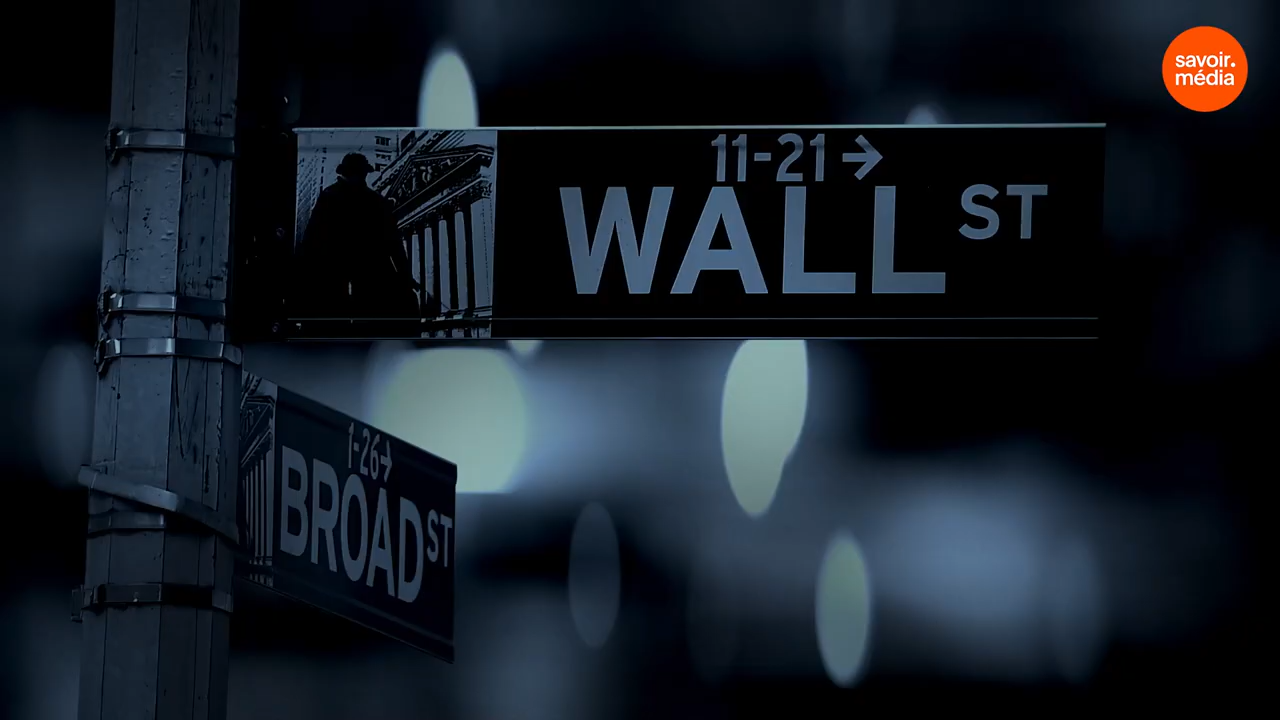 savoir.
média
11-21 →
WALL ST
1-26 →
BROAD ST